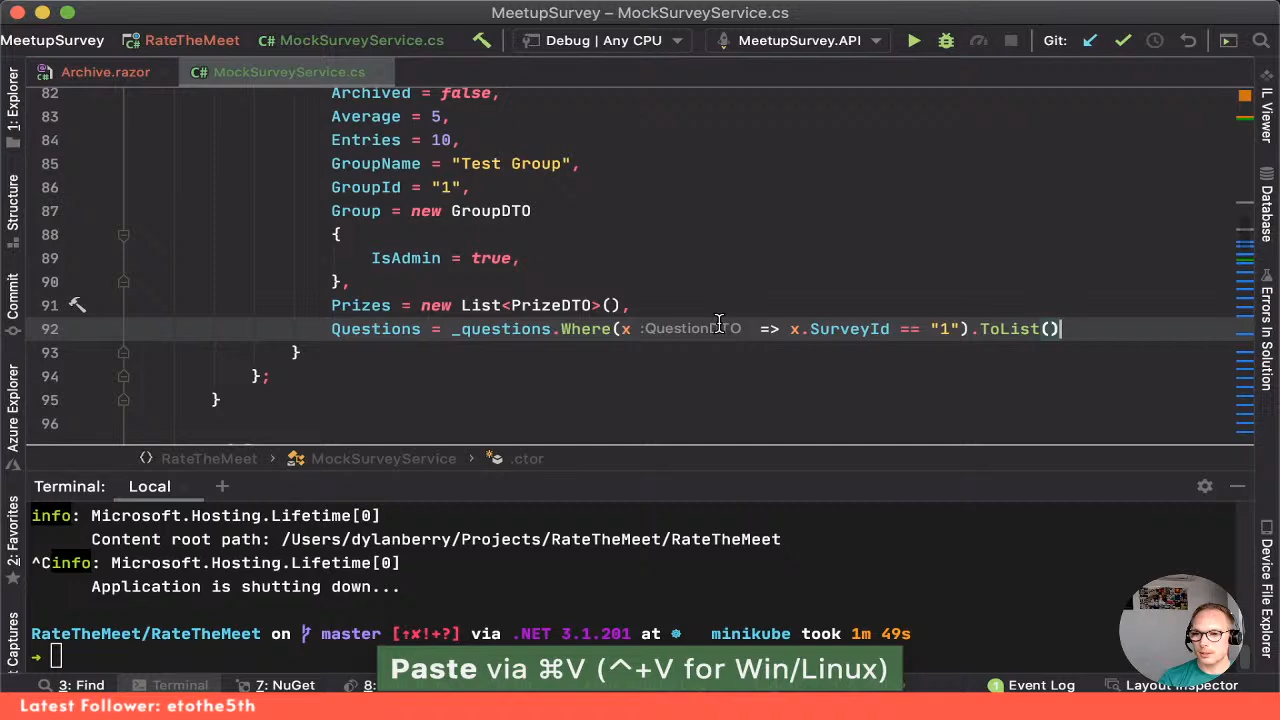 MeetupSurvey – MockSurveyService.cs
MeetupSurvey RateTheMeet C# MockSurveyService.cs Debug | Any CPU MeetupSurvey.API Git:
Archive.razor C# MockSurveyService.cs
82 Archived = false,
83 Average = 5,
84 Entries = 10,
85 GroupName = "Test Group",
86 GroupId = "1",
87 Group = new GroupDTO
88 {
89 IsAdmin = true,
90 },
91 Prizes = new List<PrizeDTO>(),
92 Questions = _questions.Where(x :QuestionDTO => x.SurveyId == "1").ToList()
93 }
94 };
95 }
96
RateTheMeet › MockSurveyService › .ctor
Terminal: Local +
info: Microsoft.Hosting.Lifetime[0]
Content root path: /Users/dylanberry/Projects/RateTheMeet/RateTheMeet
^Cinfo: Microsoft.Hosting.Lifetime[0]
Application is shutting down...
RateTheMeet/RateTheMeet on master [↑✘!+?] via .NET 3.1.201 at ☸ minikube took 1m 49s
➜
Paste via ⌘V (^+V for Win/Linux)
3: Find Terminal 7: NuGet 8: 1 Event Log Layout Inspector
Latest Follower: etothe5th
1: Explorer
Structure
Commit
Azure Explorer
2: Favorites
Captures
IL Viewer
Database
Errors In Solution
Device File Explorer